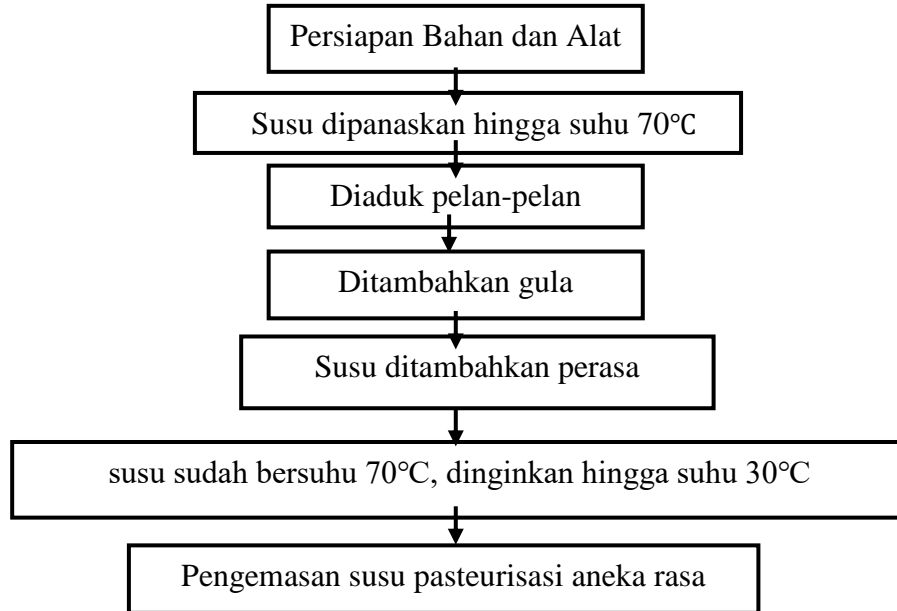 Persiapan Bahan dan Alat
Susu dipanaskan hingga suhu 70°C
Diaduk pelan-pelan
Ditambahkan gula
Susu ditambahkan perasa
susu sudah bersuhu 70°C, dinginkan hingga suhu 30°C
Pengemasan susu pasteurisasi aneka rasa